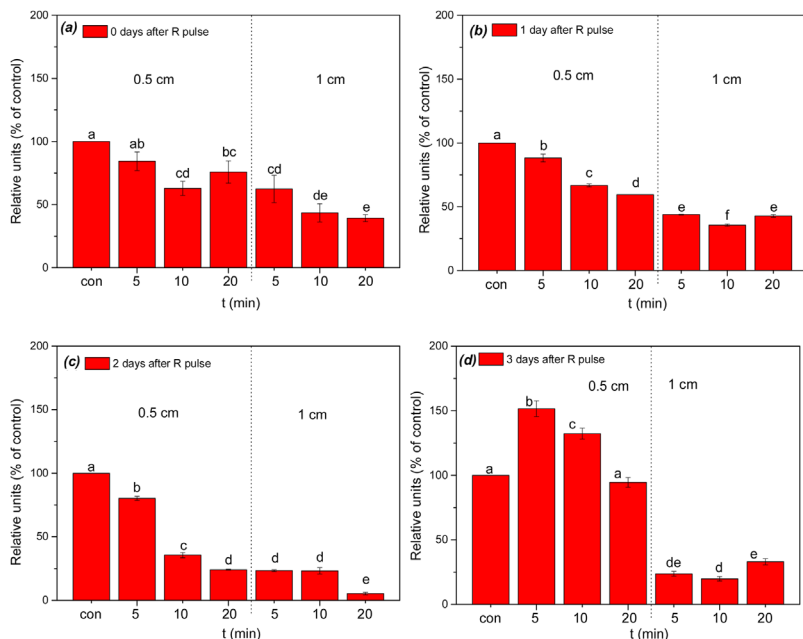 (a) 0 days after R pulse
0.5 cm 1 cm
Relative units (% of control)
200
150
100
50
0
a ab cd bc cd de e
con 5 10 20 5 10 20
t (min)
(b) 1 day after R pulse
0.5 cm 1 cm
Relative units (% of control)
200
150
100
50
0
a b c d e f e
con 5 10 20 5 10 20
t (min)
(c) 2 days after R pulse
0.5 cm 1 cm
Relative units (% of control)
200
150
100
50
0
a b c d d d e
con 5 10 20 5 10 20
t (min)
(d) 3 days after R pulse
0.5 cm 1 cm
Relative units (% of control)
200
150
100
50
0
a b c a de d e
con 5 10 20 5 10 20
t (min)